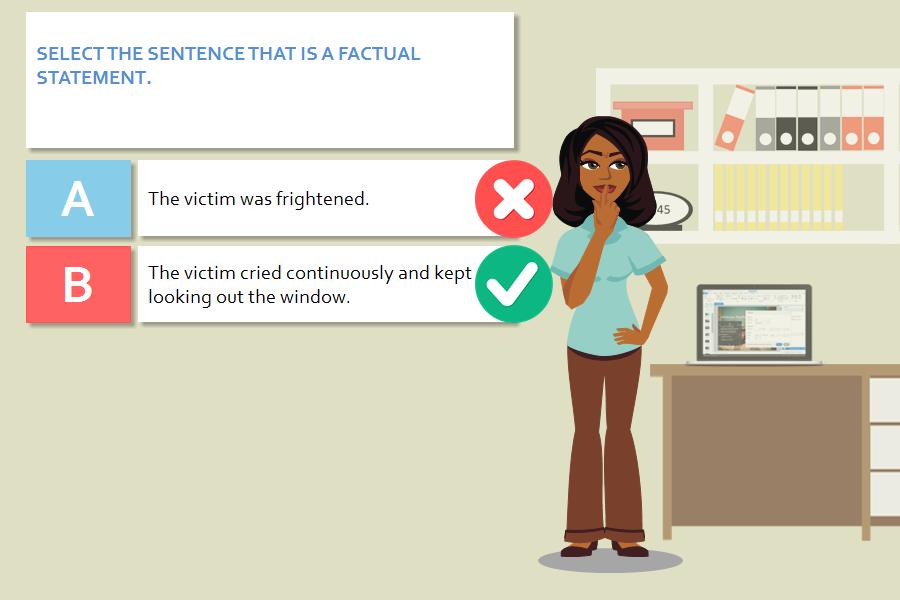 SELECT THE SENTENCE THAT IS A FACTUAL
STATEMENT.
A
The victim was frightened.
45
B
The victim cried continuously and kept
looking out the window.